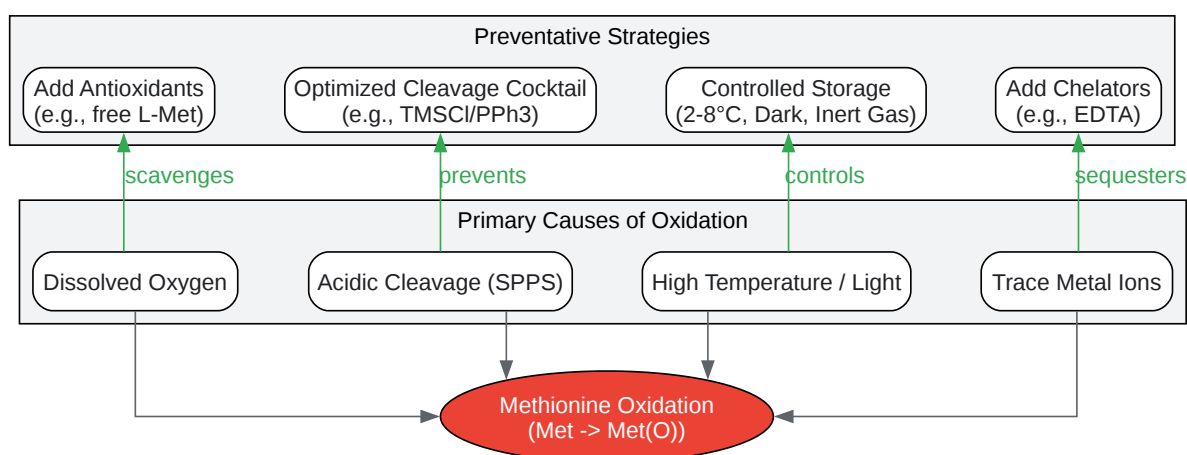 Preventative Strategies
Add Antioxidants
(e.g., free L-Met)
Optimized Cleavage Cocktail
(e.g., TMSCl/PPh3)
Controlled Storage
(2-8°C, Dark, Inert Gas)
Add Chelators
(e.g., EDTA)
scavenges
prevents
controls
sequesters
Primary Causes of Oxidation
Dissolved Oxygen
Acidic Cleavage (SPPS)
High Temperature / Light
Trace Metal Ions
Methionine Oxidation
(Met -> Met(O))